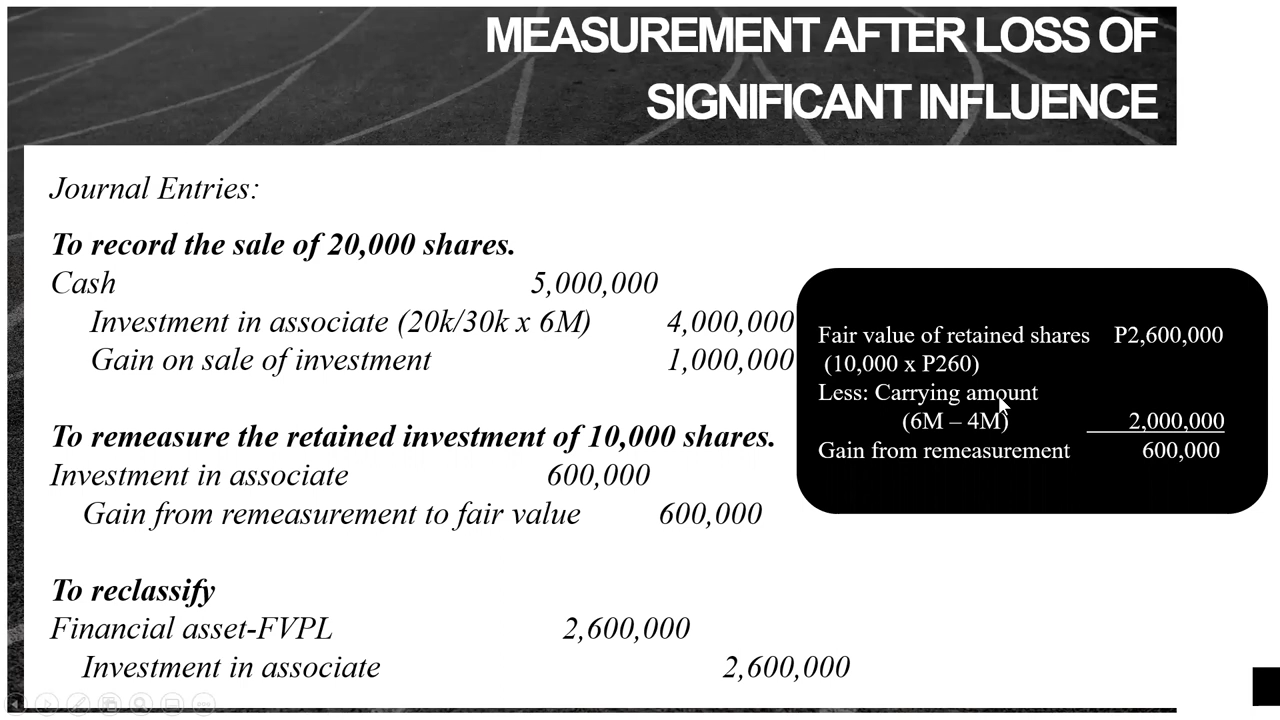 MEASUREMENT AFTER LOSS OF
SIGNIFICANT INFLUENCE
Journal Entries:
To record the sale of 20,000 shares.
Cash 5,000,000
Investment in associate (20k/30k x 6M) 4,000,000
Gain on sale of investment 1,000,000
To remeasure the retained investment of 10,000 shares.
Investment in associate 600,000
Gain from remeasurement to fair value 600,000
To reclassify
Financial asset-FVPL 2,600,000
Investment in associate 2,600,000
Fair value of retained shares P2,600,000
(10,000 x P260)
Less: Carrying amount
(6M – 4M) 2,000,000
Gain from remeasurement 600,000